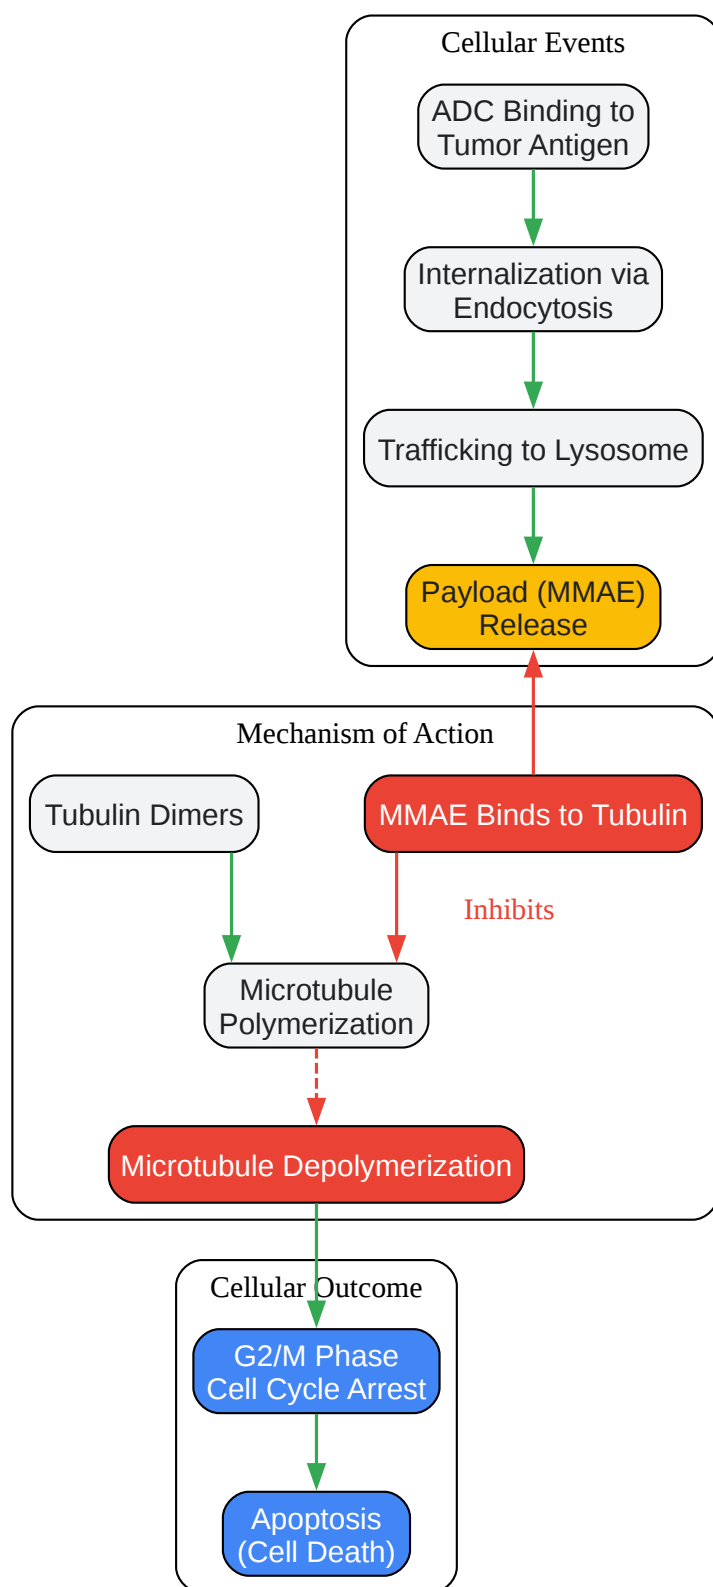 Cellular Events
ADC Binding to
Tumor Antigen
Internalization via
Endocytosis
Trafficking to Lysosome
Payload (MMAE)
Release
Mechanism of Action
Tubulin Dimers
MMAE Binds to Tubulin
Inhibits
Microtubule
Polymerization
Microtubule Depolymerization
Cellular Outcome
G2/M Phase
Cell Cycle Arrest
Apoptosis
(Cell Death)